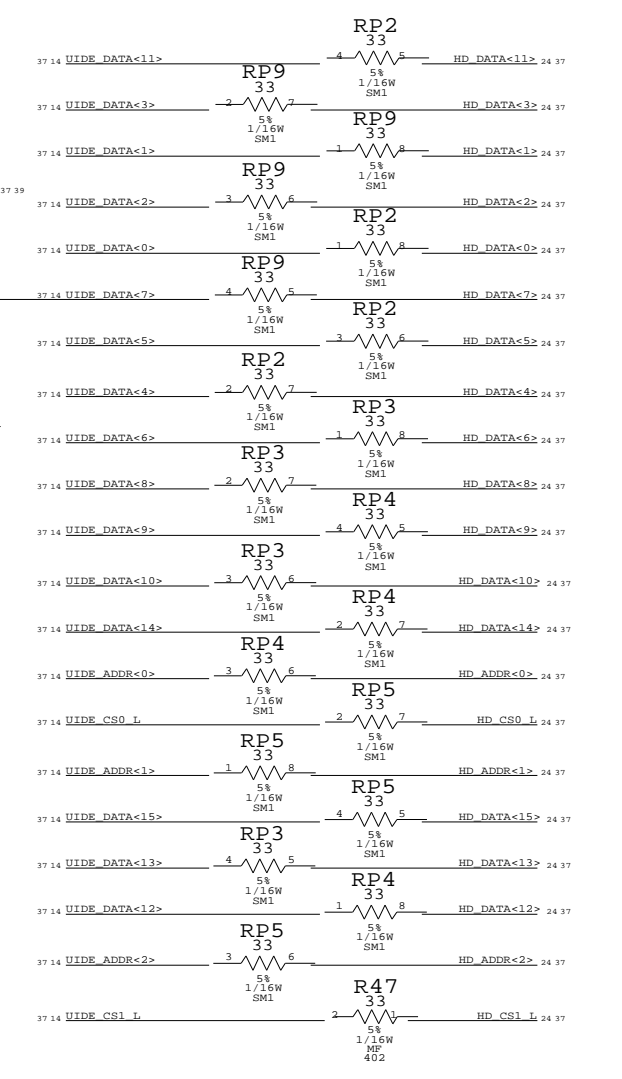 RP2
33
37 14 UIDE_DATA<11> 4 5 HD_DATA<11> 24 37
5%
1/16W
SM1
RP9
33
37 14 UIDE_DATA<3> 2 7 HD_DATA<3> 24 37
5%
1/16W
SM1
RP9
33
37 14 UIDE_DATA<1> 1 8 HD_DATA<1> 24 37
5%
1/16W
SM1
37 39
RP9
33
37 14 UIDE_DATA<2> 3 6 HD_DATA<2> 24 37
5%
1/16W
SM1
RP2
33
37 14 UIDE_DATA<0> 1 8 HD_DATA<0> 24 37
5%
1/16W
SM1
RP9
33
37 14 UIDE_DATA<7> 4 5 HD_DATA<7> 24 37
5%
1/16W
SM1
RP2
33
37 14 UIDE_DATA<5> 3 6 HD_DATA<5> 24 37
5%
1/16W
SM1
RP2
33
37 14 UIDE_DATA<4> 2 7 HD_DATA<4> 24 37
5%
1/16W
SM1
RP3
33
37 14 UIDE_DATA<6> 1 8 HD_DATA<6> 24 37
5%
1/16W
SM1
RP3
33
37 14 UIDE_DATA<8> 2 7 HD_DATA<8> 24 37
5%
1/16W
SM1
RP4
33
37 14 UIDE_DATA<9> 4 5 HD_DATA<9> 24 37
5%
1/16W
SM1
RP3
33
37 14 UIDE_DATA<10> 3 6 HD_DATA<10> 24 37
5%
1/16W
SM1
RP4
33
37 14 UIDE_DATA<14> 2 7 HD_DATA<14> 24 37
5%
1/16W
SM1
RP4
33
37 14 UIDE_ADDR<0> 3 6 HD_ADDR<0> 24 37
5%
1/16W
SM1
RP5
33
37 14 UIDE_CS0_L 2 7 HD_CS0_L 24 37
5%
1/16W
SM1
RP5
33
37 14 UIDE_ADDR<1> 1 8 HD_ADDR<1> 24 37
5%
1/16W
SM1
RP5
33
37 14 UIDE_DATA<15> 4 5 HD_DATA<15> 24 37
5%
1/16W
SM1
RP3
33
37 14 UIDE_DATA<13> 4 5 HD_DATA<13> 24 37
5%
1/16W
SM1
RP4
33
37 14 UIDE_DATA<12> 1 8 HD_DATA<12> 24 37
5%
1/16W
SM1
RP5
33
37 14 UIDE_ADDR<2> 3 6 HD_ADDR<2> 24 37
5%
1/16W
SM1
R47
33
37 14 UIDE_CS1_L 2 1 HD_CS1_L 24 37
5%
1/16W
MF
402